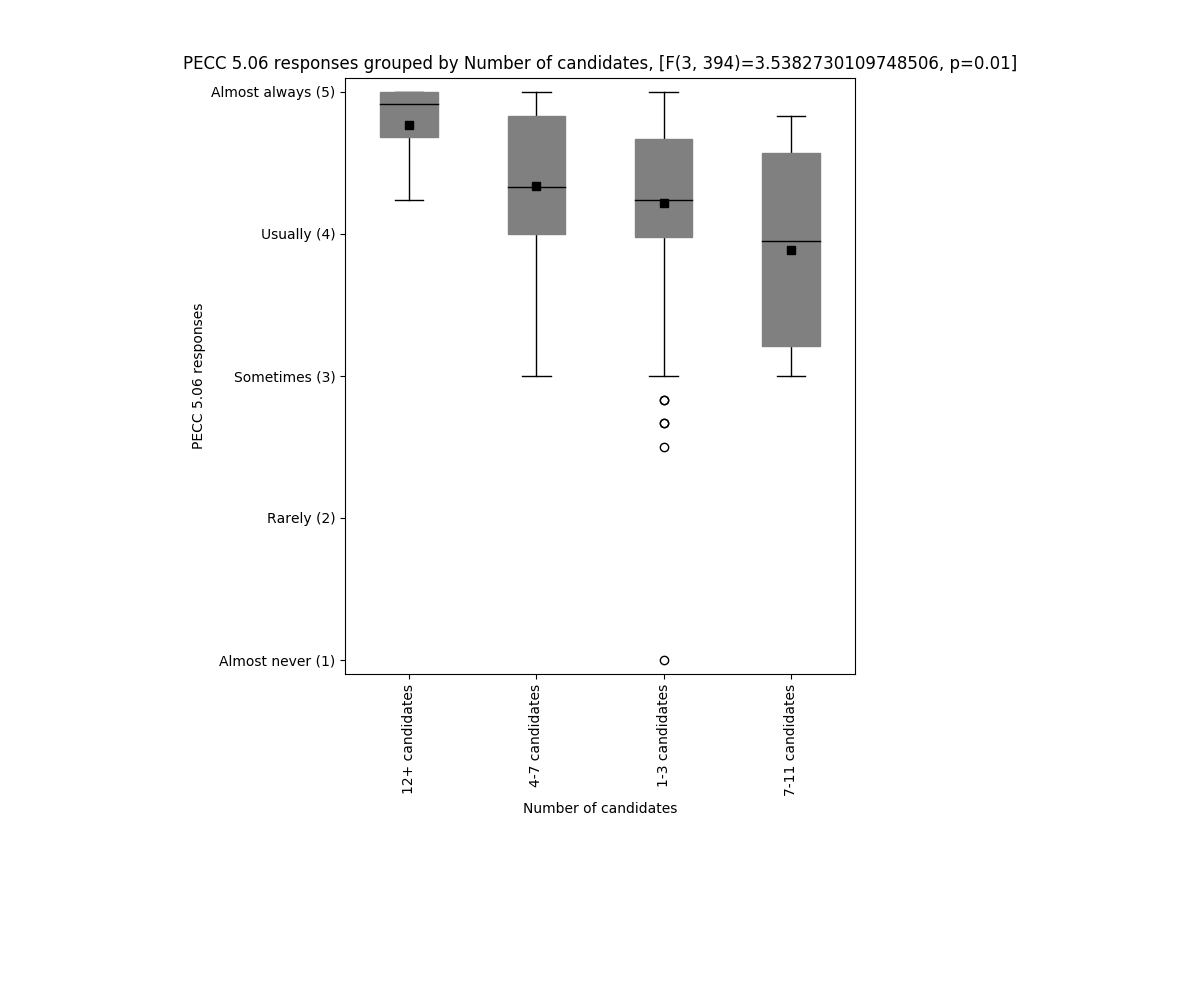 PECC 5.06 responses grouped by Number of candidates, [F(3, 394)=3.5382730109748506, p=0.01]
Almost always (5)
Usually (4)
Sometimes (3)
Rarely (2)
Almost never (1)
PECC 5.06 responses
12+ candidates
4-7 candidates
1-3 candidates
7-11 candidates
Number of candidates